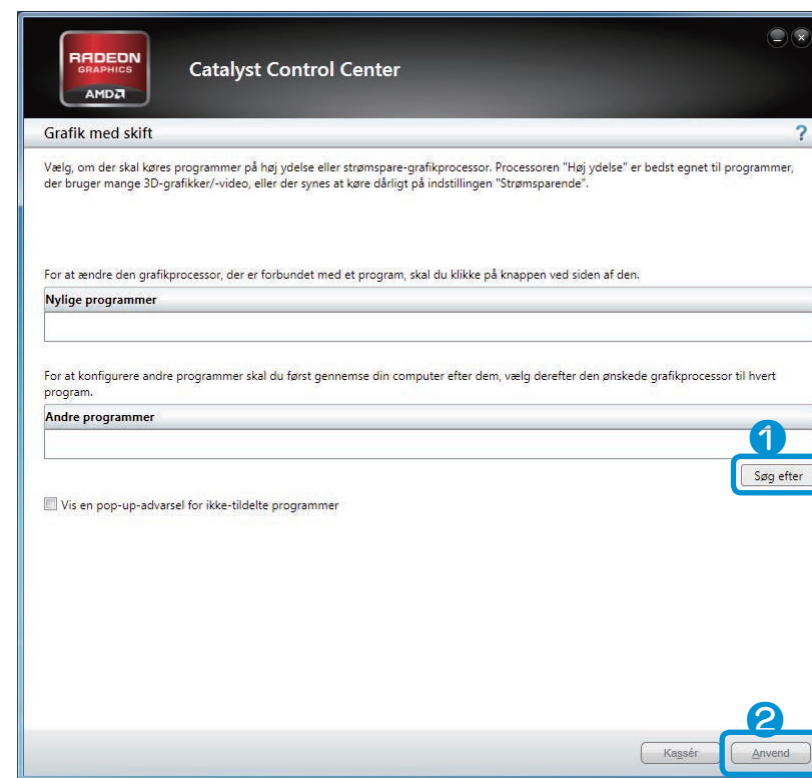 RADEON
GRAPHICS
AMD
Catalyst Control Center
Grafik med skift
?
Vælg, om der skal køres programmer på høj ydelse eller strømspare-grafikprocessor. Processoren "Høj ydelse" er bedst egnet til programmer,
der bruger mange 3D-grafikker/-video, eller der synes at køre dårligt på indstillingen "Strømsparende".
For at ændre den grafikprocessor, der er forbundet med et program, skal du klikke på knappen ved siden af den.
Nylige programmer
For at konfigurere andre programmer skal du først gennemse din computer efter dem, vælg derefter den ønskede grafikprocessor til hvert
program.
Andre programmer
1
Søg efter
Vis en pop-up-advarsel for ikke-tildelte programmer
2
Kassér
Anvend